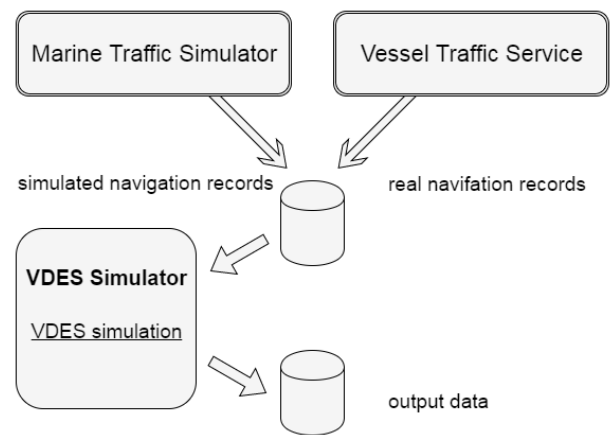 Marine Traffic Simulator
Vessel Traffic Service
simulated navigation records
real navifation records
VDES Simulator
VDES simulation
output data